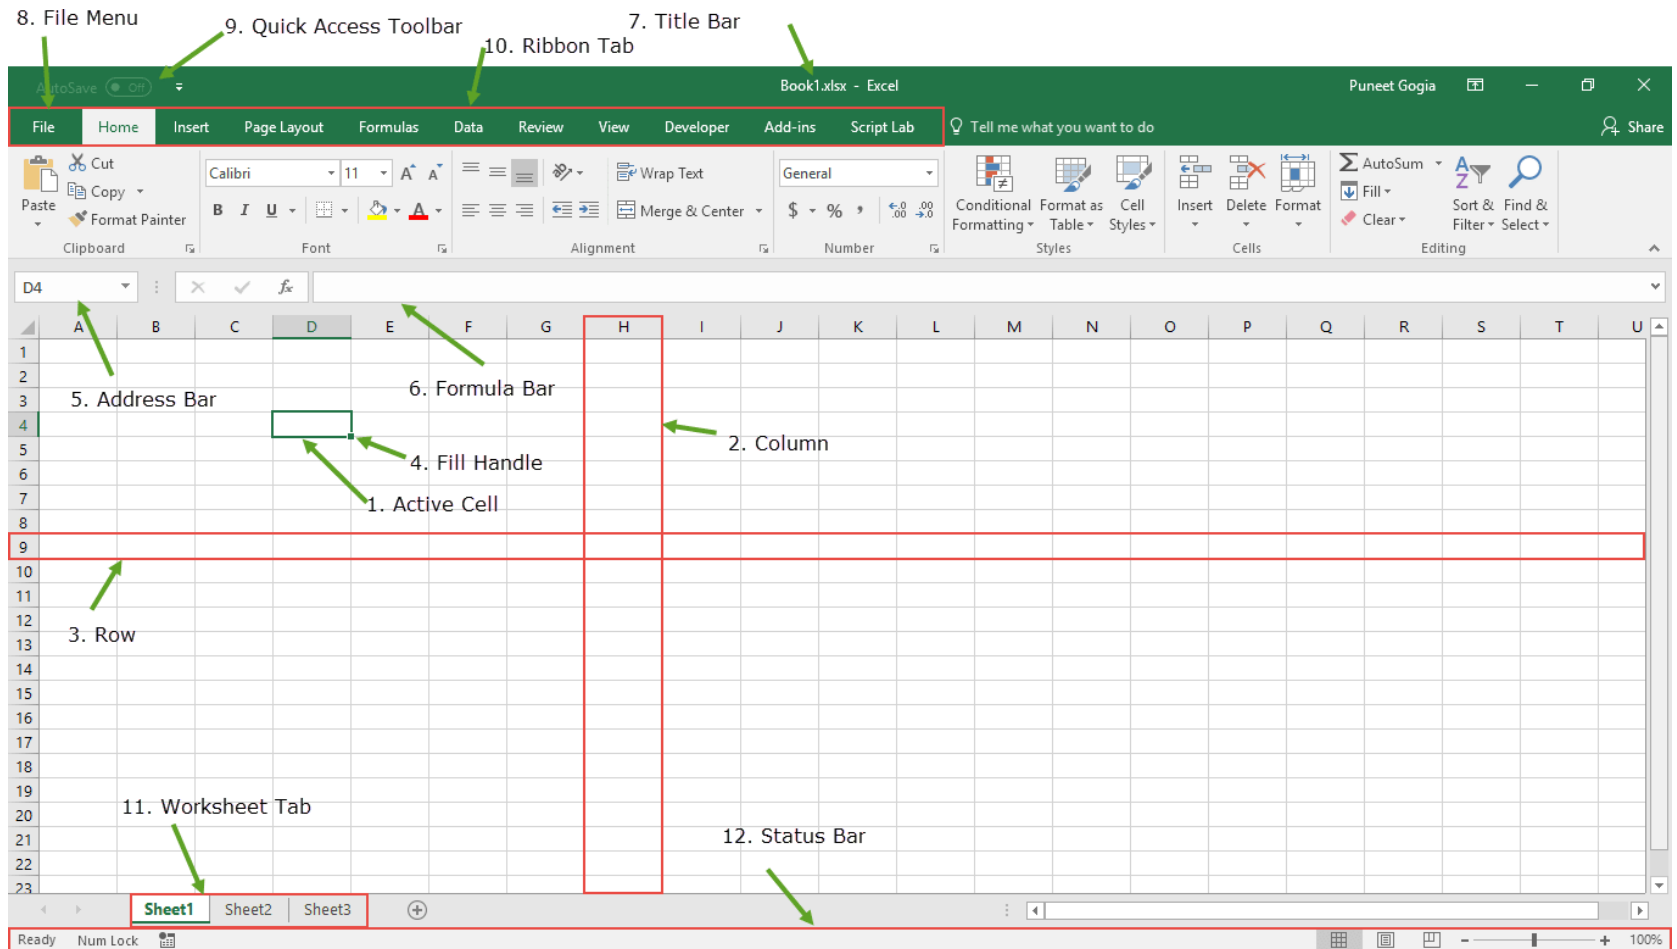 8. File Menu
9. Quick Access Toolbar
7. Title Bar
10. Ribbon Tab
AutoSave Off
Book1.xlsx - Excel
Puneet Gogia
File Home Insert Page Layout Formulas Data Review View Developer Add-ins Script Lab Tell me what you want to do Share
Paste
Cut
Copy
Format Painter
Clipboard
Calibri 11 A A
B I U A
Font
Wrap Text
Merge & Center
Alignment
General
$ % , .0 .00 .00 .0
Number
Conditional Formatting
Format as Table
Cell Styles
Styles
Insert
Delete
Format
Cells
AutoSum
Fill
Clear
Sort & Filter
Find & Select
Editing
D4 fx
A B C D E F G H I J K L M N O P Q R S T U
1
2
3
4
5
6
7
8
9
10
11
12
13
14
15
16
17
18
19
20
21
22
23
5. Address Bar
6. Formula Bar
2. Column
4. Fill Handle
1. Active Cell
3. Row
11. Worksheet Tab
12. Status Bar
Sheet1 Sheet2 Sheet3
Ready Num Lock 100%